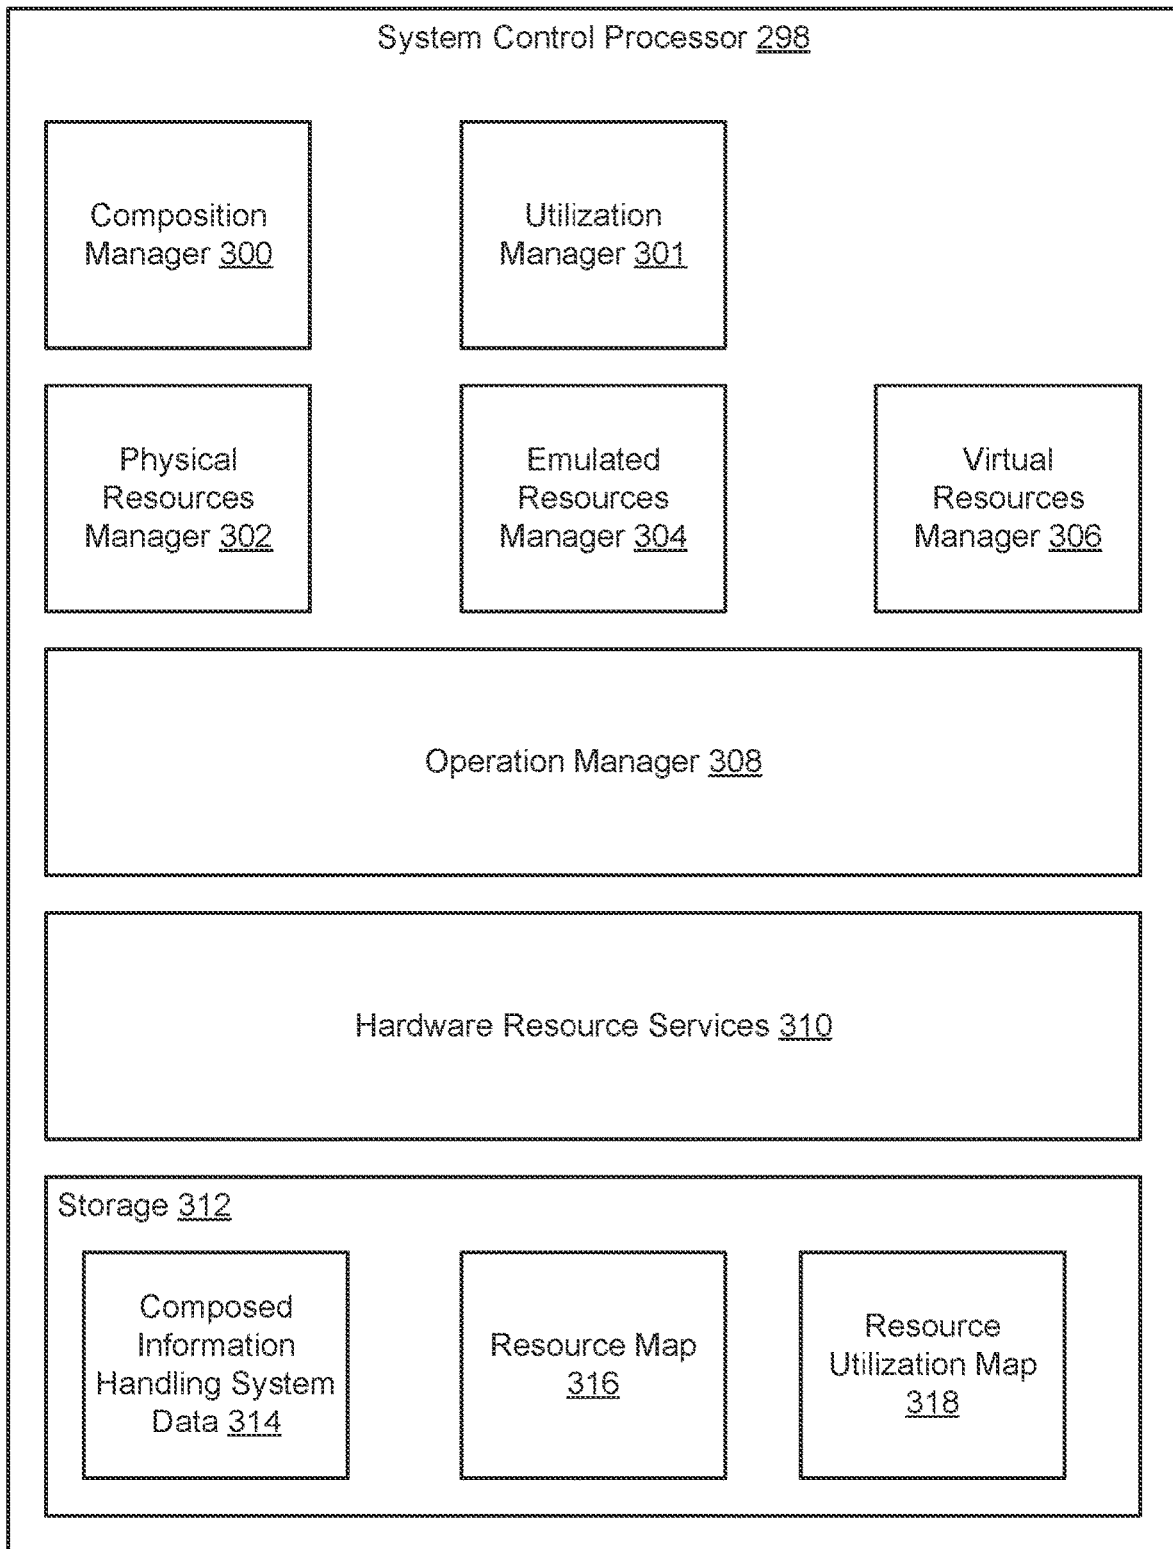 System Control Processor 298
Composition
Manager 300
Utilization
Manager 301
Physical
Resources
Manager 302
Emulated
Resources
Manager 304
Virtual
Resources
Manager 306
Operation Manager 308
Hardware Resource Services 310
Storage 312
Composed
Information
Handling System
Data 314
Resource Map
316
Resource
Utilization Map
318